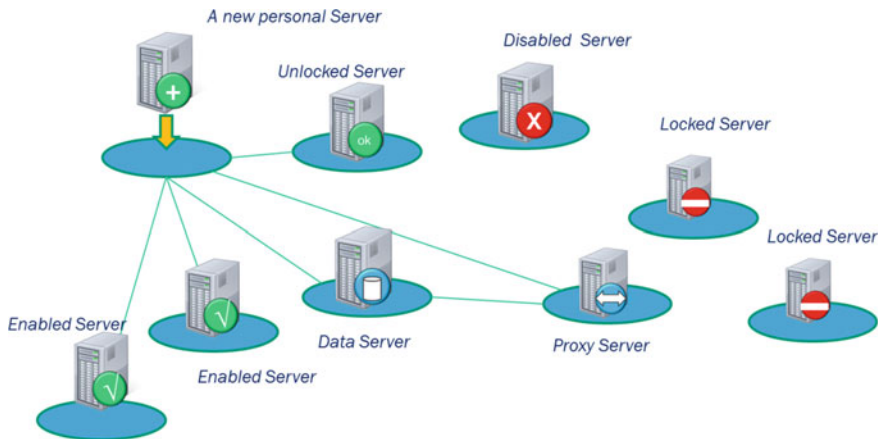 A new personal Server
Disabled Server
Unlocked Server
ok
X
Locked Server
Locked Server
Enabled Server
√
√
Data Server
Proxy Server
Enabled Server